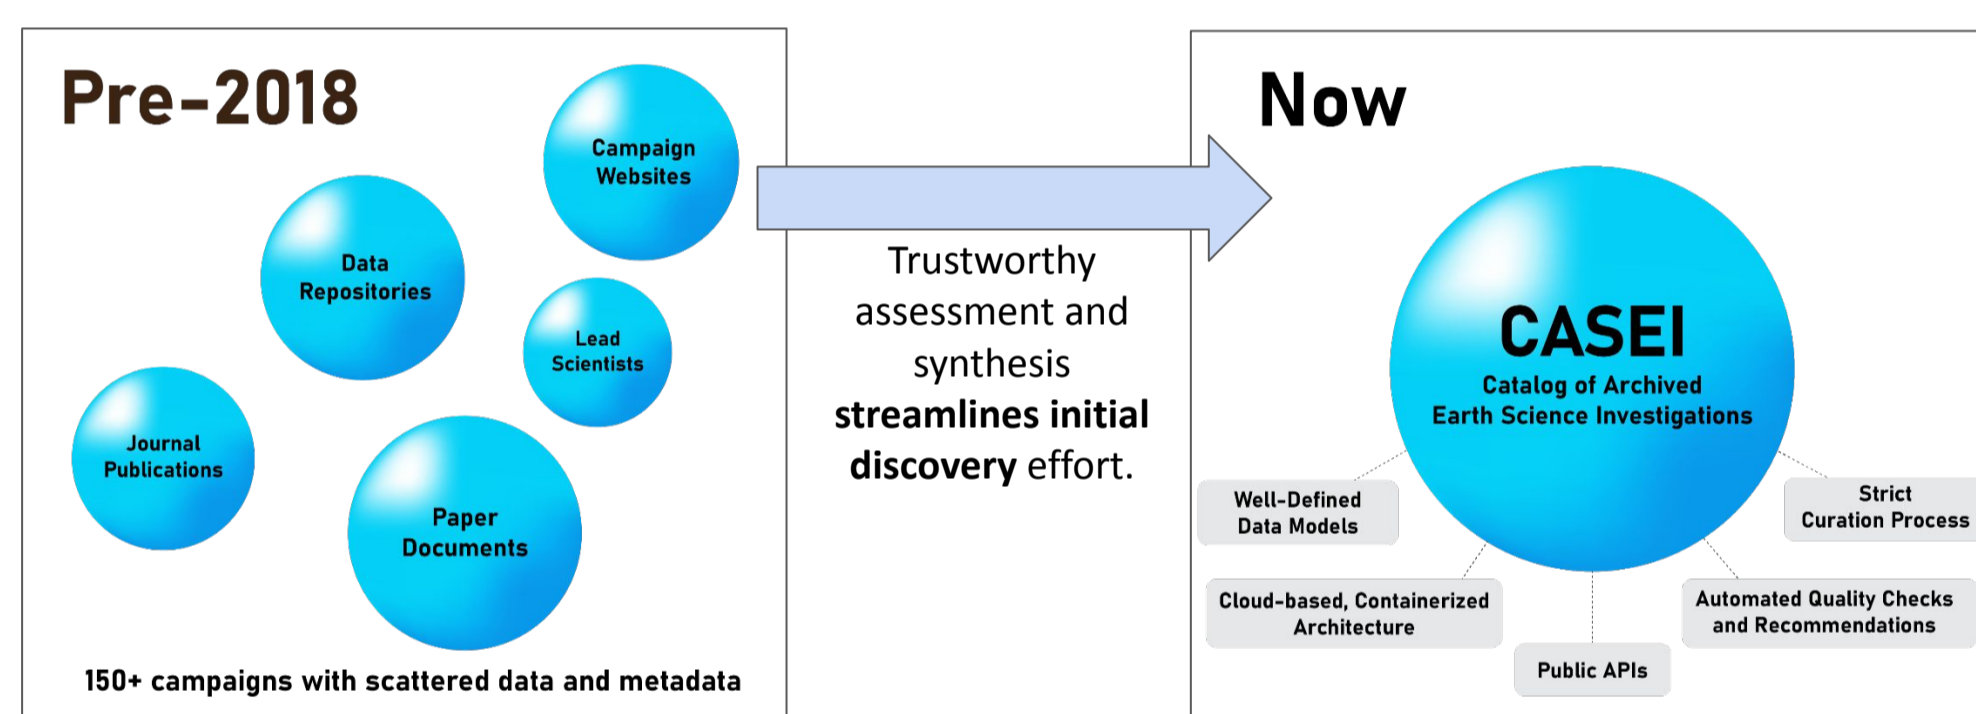 Pre-2018
Campaign
Websites
Data
Repositories
Lead
Scientists
Journal
Publications
Paper
Documents
150+ campaigns with scattered data and metadata
Trustworthy
assessment and
synthesis
streamlines initial
discovery effort.
Now
CASEI
Catalog of Archived
Earth Science Investigations
Well-Defined
Data Models
Strict
Curation Process
Cloud-based, Containerized
Architecture
Automated Quality Checks
and Recommendations
Public APIs